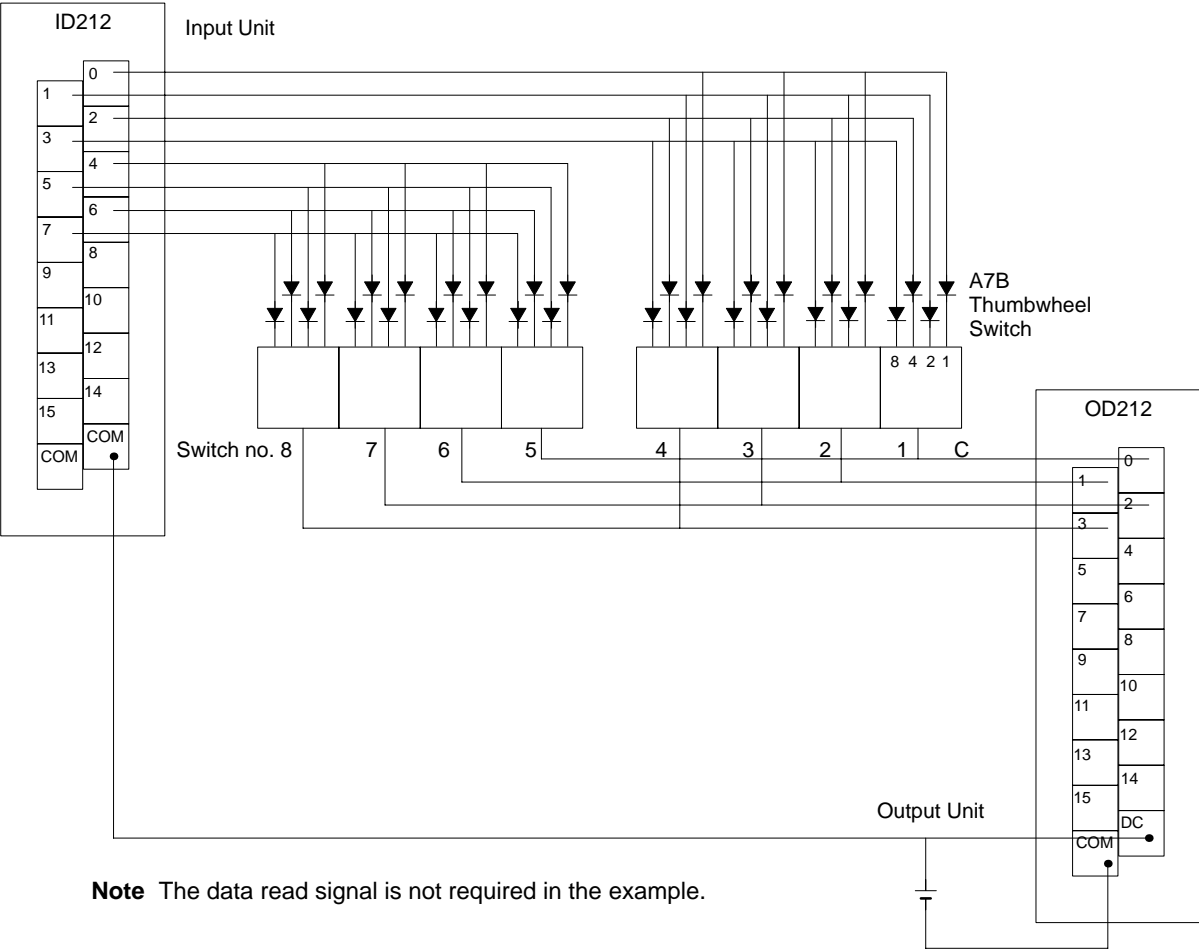 ID212
Input Unit
0
1
2
3
4
5
6
7
8
9
10
11
12
13
14
15
COM
COM
A7B
Thumbwheel
Switch
8 4 2 1
Switch no. 8 7 6 5 4 3 2 1 C
OD212
0
1
2
3
4
5
6
7
8
9
10
11
12
13
14
15
DC
COM
Output Unit
Note The data read signal is not required in the example.